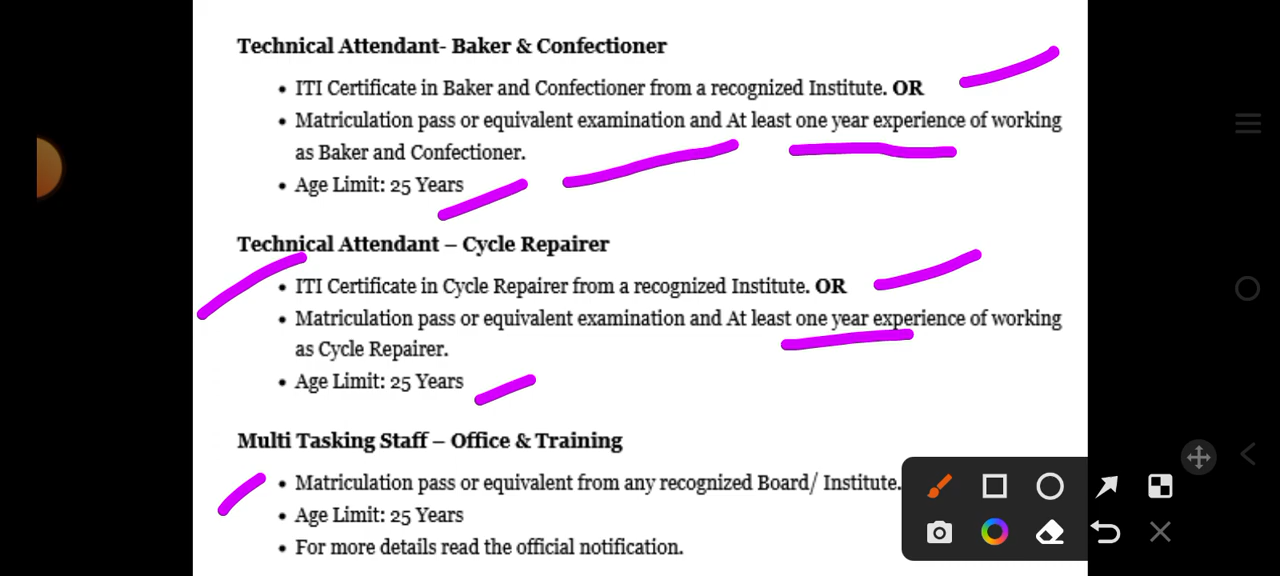 Technical Attendant- Baker & Confectioner
• ITI Certificate in Baker and Confectioner from a recognized Institute. OR
• Matriculation pass or equivalent examination and At least one year experience of working
as Baker and Confectioner.
• Age Limit: 25 Years
Technical Attendant – Cycle Repairer
• ITI Certificate in Cycle Repairer from a recognized Institute. OR
• Matriculation pass or equivalent examination and At least one year experience of working
as Cycle Repairer.
• Age Limit: 25 Years
Multi Tasking Staff – Office & Training
• Matriculation pass or equivalent from any recognized Board/ Institute.
• Age Limit: 25 Years
• For more details read the official notification.